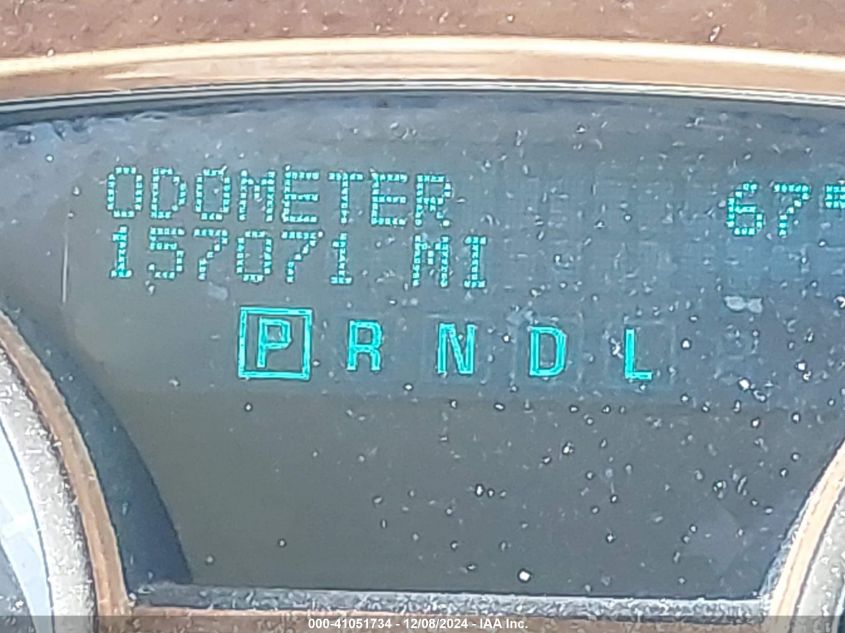 ODOMETER 67°
157071 MI
P R N D L
000-41051734 - 12/08/2024 - IAA Inc.